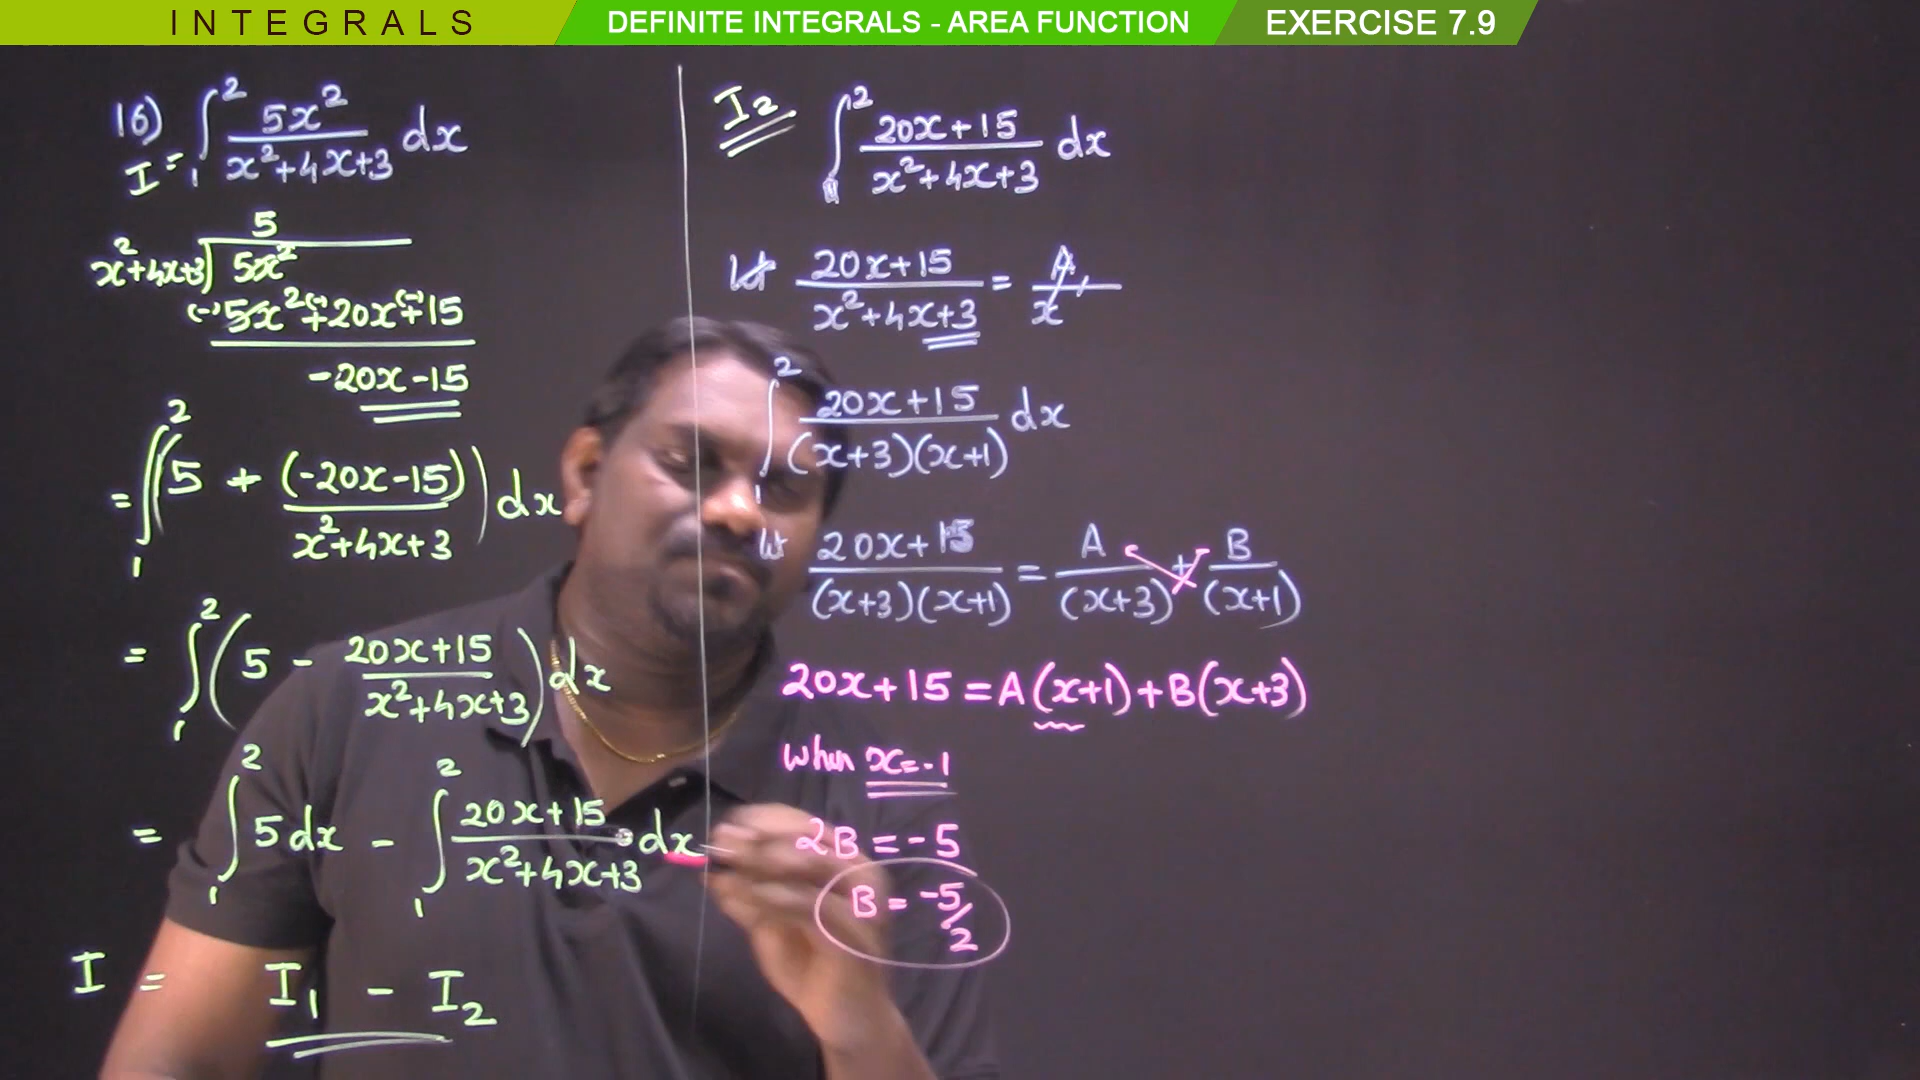 INTEGRALS
DEFINITE INTEGRALS - AREA FUNCTION
EXERCISE 7.9
16) I = ∫₁² 5x²/(x²+4x+3) dx
5
x²+4x+3) 5x²
(-)5x² (-)+20x (-)+15
-20x-15
= ∫₁² (5 + (-20x-15)/(x²+4x+3)) dx
= ∫₁² (5 - (20x+15)/(x²+4x+3)) dx
= ∫₁² 5dx - ∫₁² (20x+15)/(x²+4x+3) dx
I = I₁ - I₂
I₂ ∫₁² (20x+15)/(x²+4x+3) dx
let (20x+15)/(x²+4x+3) = A/x
∫₁² (20x+15)/((x+3)(x+1)) dx
let (20x+15)/((x+3)(x+1)) = A/(x+3) + B/(x+1)
20x+15 = A(x+1)+B(x+3)
when x=-1
2B = -5
B = -5/2